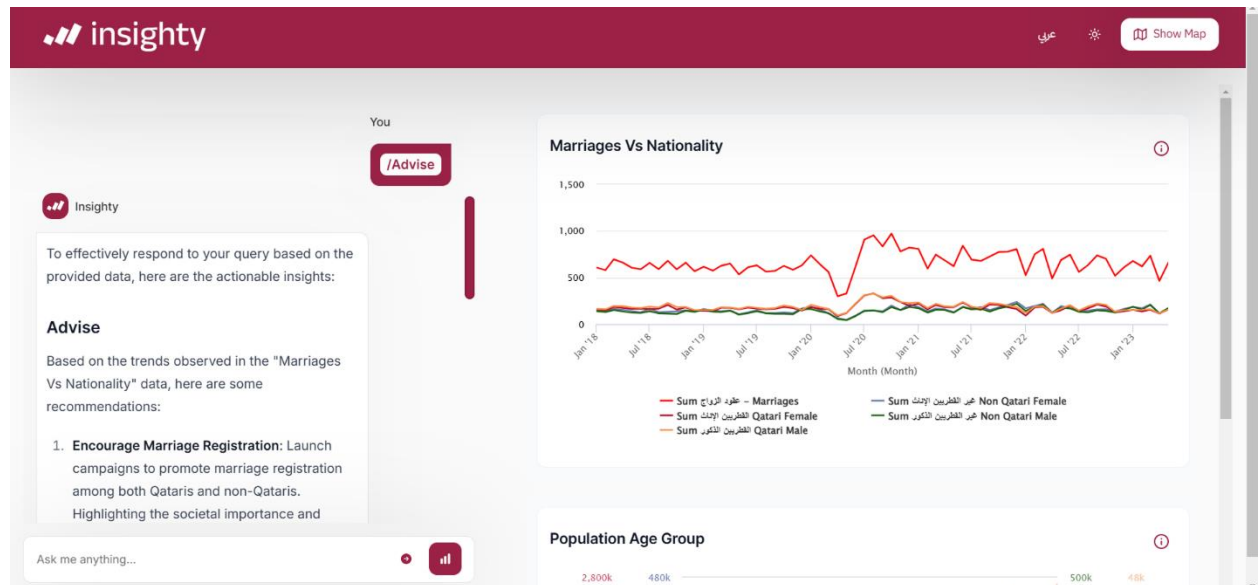 insighty
عربي
Show Map
You
/Advise
Insighty
To effectively respond to your query based on the
provided data, here are the actionable insights:
Advise
Based on the trends observed in the "Marriages
Vs Nationality" data, here are some
recommendations:
1. Encourage Marriage Registration: Launch
campaigns to promote marriage registration
among both Qataris and non-Qataris.
Highlighting the societal importance and
Ask me anything...
Marriages Vs Nationality
1,500
1,000
500
0
Jan '18
Jul '18
Jan '19
Jul '19
Jan '20
Jul '20
Jan '21
Jul '21
Jan '22
Jul '22
Jan '23
Month (Month)
Sum عقود الزواج - Marriages
Sum غير القطريين الإناث Non Qatari Female
Sum القطريين الإناث Qatari Female
Sum غير القطريين الذكور Non Qatari Male
Sum القطريين الذكور Qatari Male
Population Age Group
2,800k
480k
500k
48k